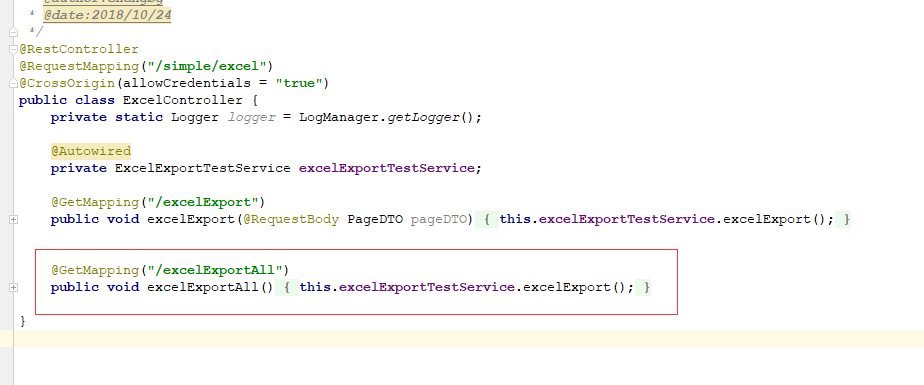 * @date:2018/10/24
*/
@RestController
@RequestMapping("/simple/excel")
@CrossOrigin(allowCredentials = "true")
public class ExcelController {
private static Logger logger = LogManager.getLogger();
@Autowired
private ExcelExportTestService excelExportTestService;
@GetMapping("/excelExport")
public void excelExport(@RequestBody PageDTO pageDTO) { this.excelExportTestService.excelExport(); }
@GetMapping("/excelExportAll")
public void excelExportAll() { this.excelExportTestService.excelExport(); }
}